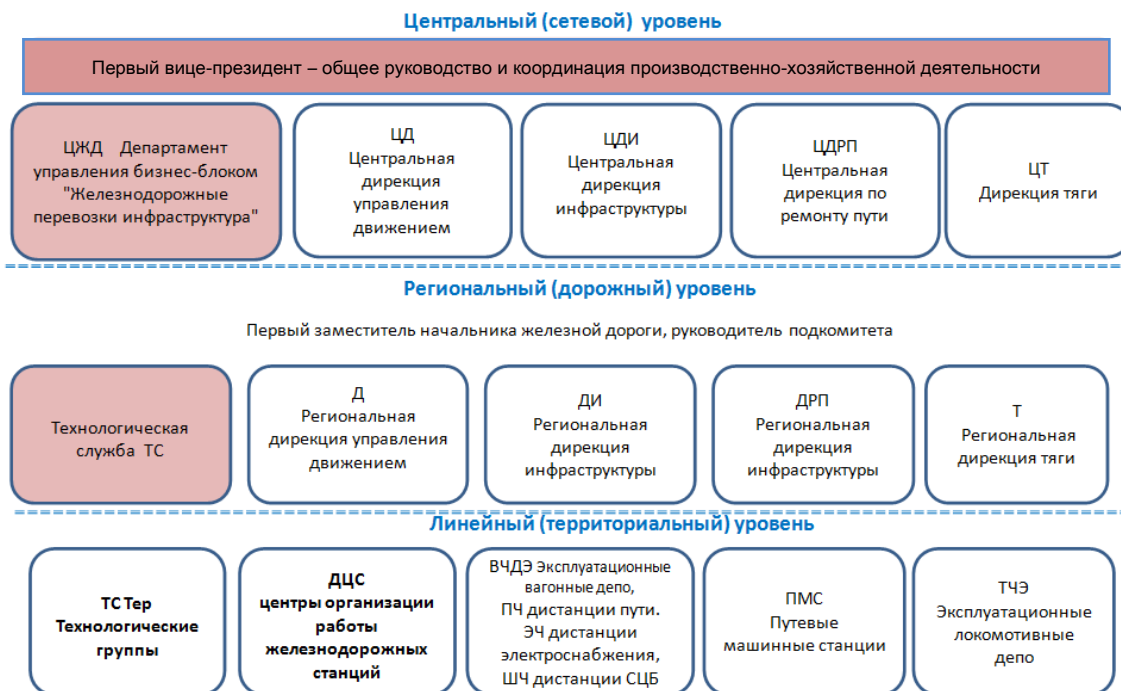 Центральный (сетевой) уровень
Первый вице-президент – общее руководство и координация производственно-хозяйственной деятельности
ЦЖД Департамент
управления бизнес-блоком
"Железнодорожные
перевозки инфраструктура"
ЦД
Центральная
дирекция
управления
движением
ЦДИ
Центральная
дирекция
инфраструктуры
ЦДРП
Центральная
дирекция по
ремонту пути
ЦТ
Дирекция тяги
Региональный (дорожный) уровень
Первый заместитель начальника железной дороги, руководитель подкомитета
Технологическая
служба ТС
Д
Региональная
дирекция управления
движением
ДИ
Региональная
дирекция
инфраструктуры
ДРП
Региональная
дирекция
инфраструктуры
Т
Региональная
дирекция тяги
Линейный (территориальный) уровень
ТС Тер
Технологические
группы
ДЦС
центры организации
работы
железнодорожных
станций
ВЧДЭ Эксплуатационные
вагонные депо,
ПЧ дистанции пути.
ЭЧ дистанции
электроснабжения,
ШЧ дистанции СЦБ
ПМС
Путевые
машинные станции
ТЧЭ
Эксплуатационные
локомотивные
депо